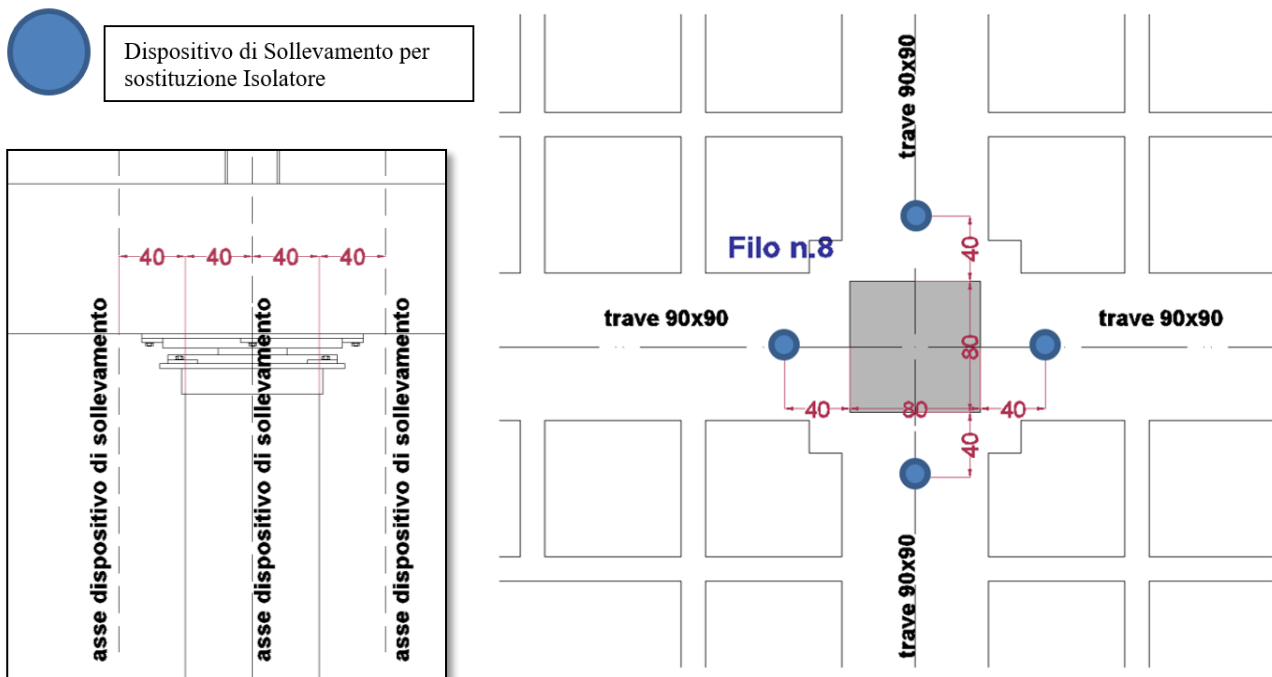 Dispositivo di Sollevamento per
sostituzione Isolatore
40 40 40 40
asse dispositivo di sollevamento
asse dispositivo di sollevamento
asse dispositivo di sollevamento
trave 90x90
Filo n.8
40
trave 90x90
trave 90x90
80
40 80 40
40
trave 90x90